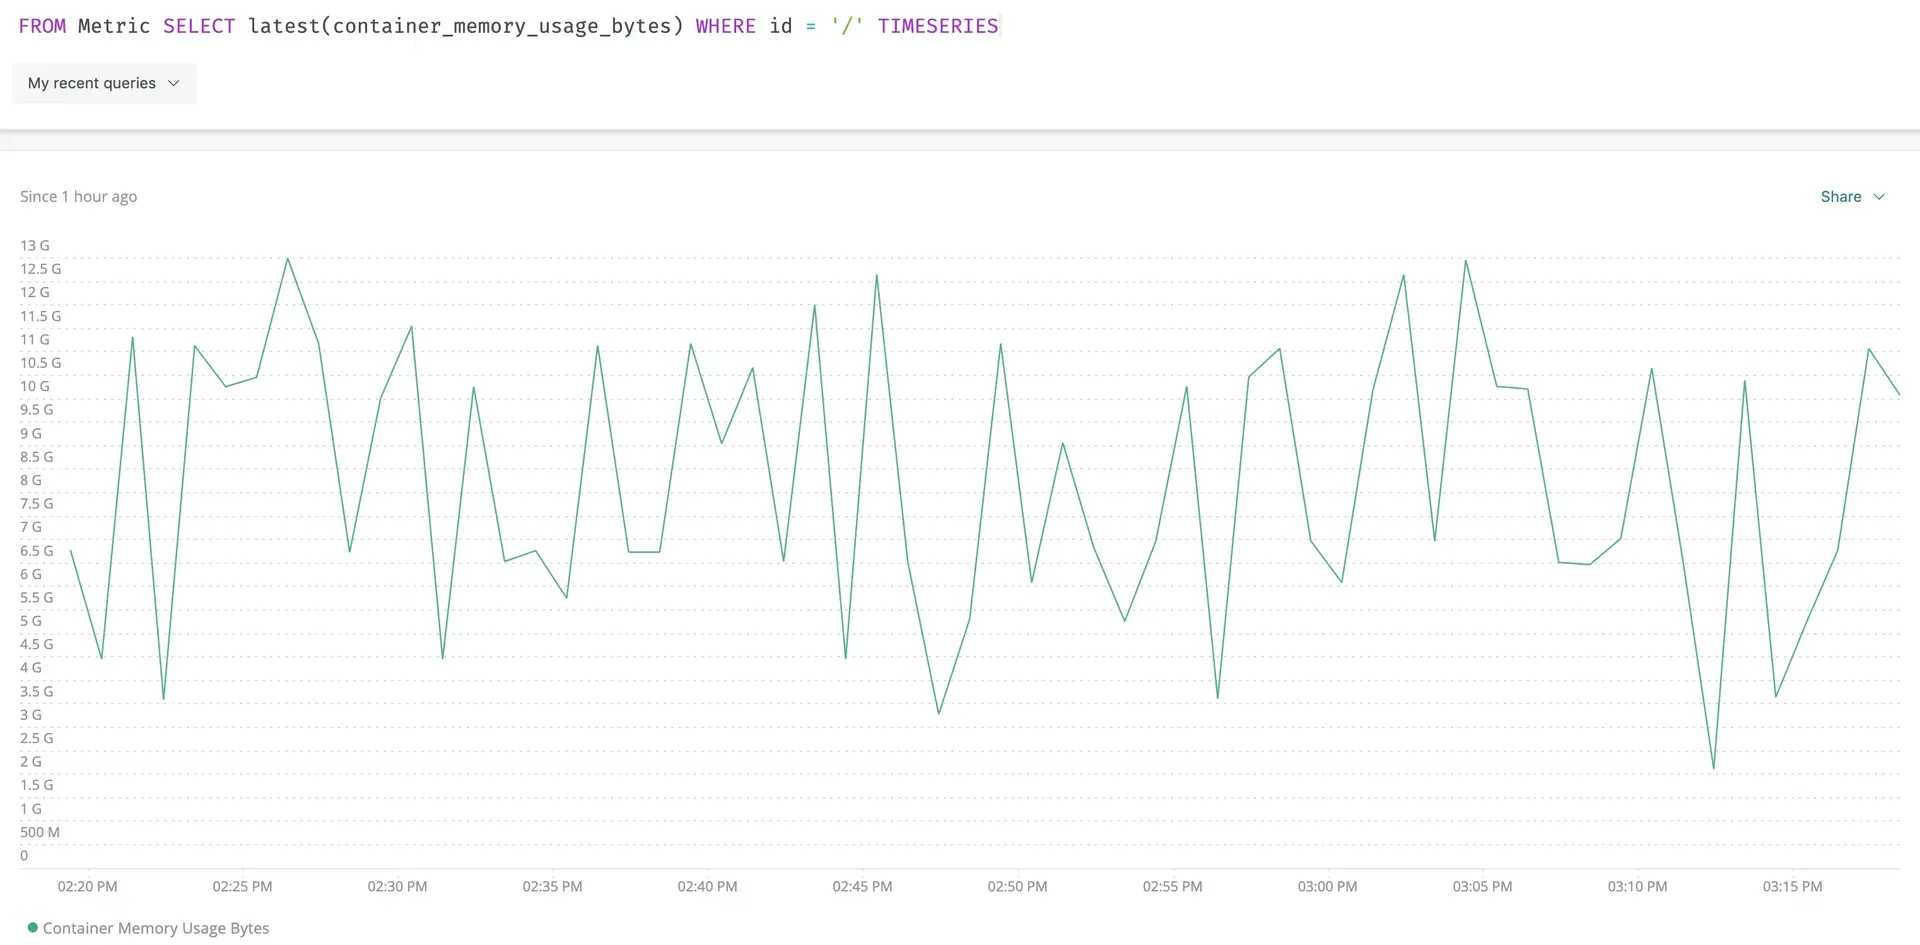 FROM Metric SELECT latest(container_memory_usage_bytes) WHERE id = '/' TIMESERIES
My recent queries
Since 1 hour ago
Share
13 G
12.5 G
12 G
11.5 G
11 G
10.5 G
10 G
9.5 G
9 G
8.5 G
8 G
7.5 G
7 G
6.5 G
6 G
5.5 G
5 G
4.5 G
4 G
3.5 G
3 G
2.5 G
2 G
1.5 G
1 G
500 M
0
02:20 PM 02:25 PM 02:30 PM 02:35 PM 02:40 PM 02:45 PM 02:50 PM 02:55 PM 03:00 PM 03:05 PM 03:10 PM 03:15 PM
Container Memory Usage Bytes